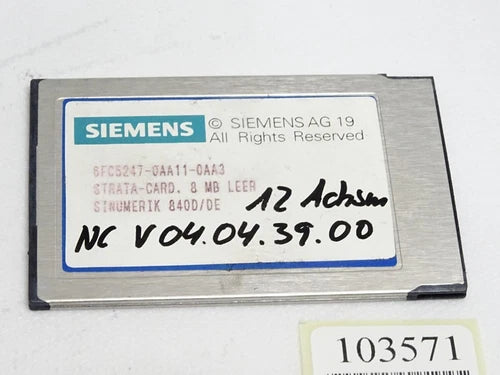 SIEMENS
© SIEMENS AG 19
All Rights Reserved
6FC5247-0AA11-0AA3
STRATA-CARD, 8 MB LEER
SINUMERIK 840D/DE
12 Achsen
NC V 04.04.39.00
103571